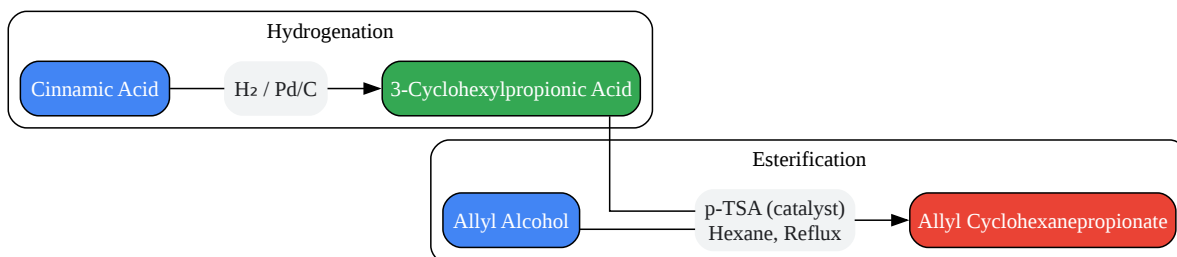 Hydrogenation
Cinnamic Acid
H₂ / Pd/C
3-Cyclohexylpropionic Acid
Esterification
Allyl Alcohol
p-TSA (catalyst)
Hexane, Reflux
Allyl Cyclohexanepropionate